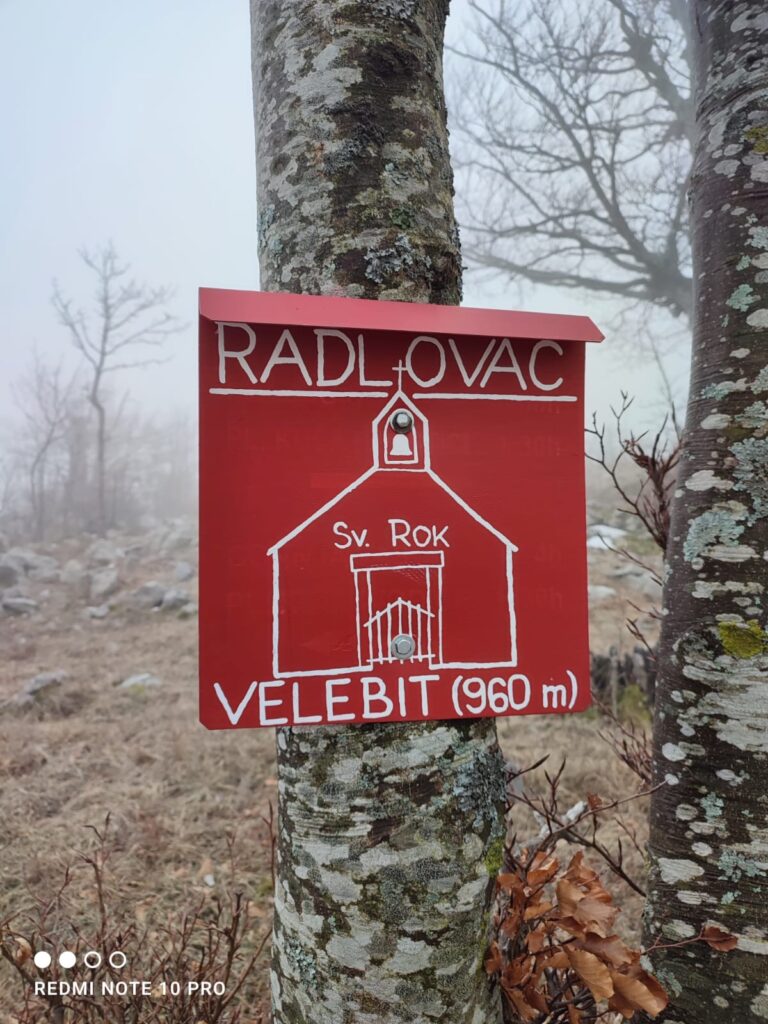 RADLOVAC
Sv. Rok
VELEBIT (960 m)
REDMI NOTE 10 PRO